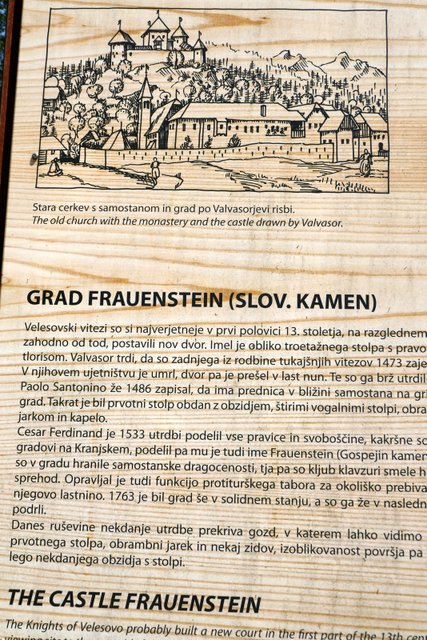 Stara cerkev s samostanom in grad po Valvasorjevi risbi.
The old church with the monastery and the castle drawn by Valvasor.
GRAD FRAUENSTEIN (SLOV. KAMEN)
Velesovski vitezi so si najverjetneje v prvi polovici 13. stoletja, na razglednem
zahodno od tod, postavili nov dvor. Imel je obliko troetažnega stolpa s pravo
tlorisom. Valvasor trdi, da so zadnjega iz rodbine tukajšnjih vitezov 1473 zaje
V njihovem ujetništvu je umrl, dvor pa je prešel v last nun. Te so ga brž utrdil
Paolo Santonino že 1486 zapisal, da ima prednica v bližini samostana na gri
grad. Takrat je bil prvotni stolp obdan z obzidjem, štirimi vogalnimi stolpi, obra
jarkom in kapelo.
Cesar Ferdinand je 1533 utrdbi podelil vse pravice in svoboščine, kakršne so
gradovi na Kranjskem, podelil pa mu je tudi ime Frauenstein (Gospejin kamen
so v gradu hranile samostanske dragocenosti, tja pa so kljub klavzuri smele h
sprehod. Opravljal je tudi funkcijo protiturškega tabora za okoliško prebiva
njegovo lastnino. 1763 je bil grad še v solidnem stanju, a so ga že v nasledn
podrli.
Danes ruševine nekdanje utrdbe prekriva gozd, v katerem lahko vidimo
prvotnega stolpa, obrambni jarek in nekaj zidov, izoblikovanost površja pa
lego nekdanjega obzidja s stolpi.
THE CASTLE FRAUENSTEIN
The Knights of Velesovo probably built a new court in the first part of the 13th cen